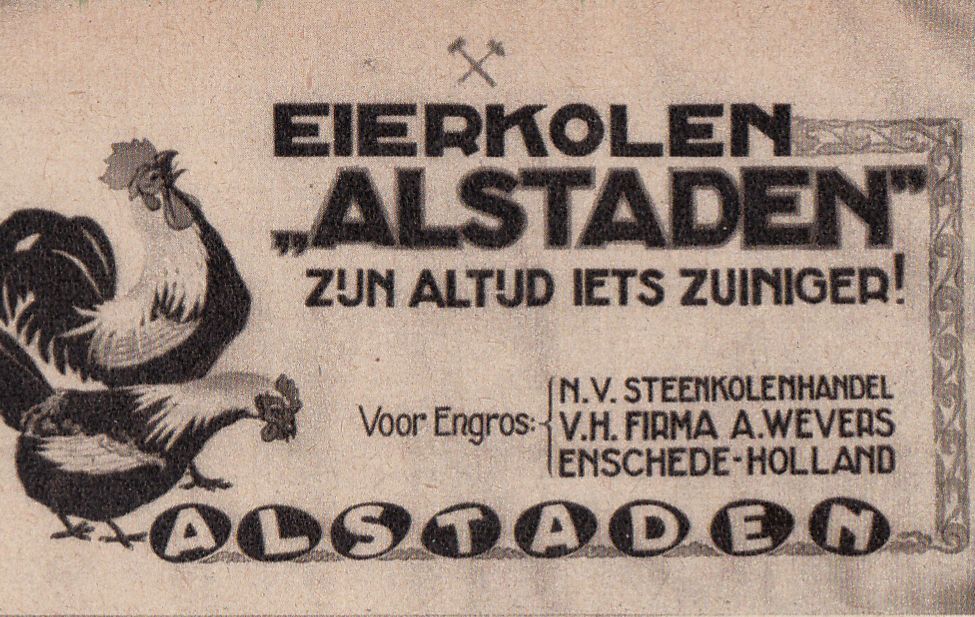 EIERKOLEN
„ALSTADEN”
ZIJN ALTIJD IETS ZUINIGER!
Voor Engros:
N.V. STEENKOLENHANDEL
V.H. FIRMA A. WEVERS
ENSCHEDE-HOLLAND
ALSTADEN